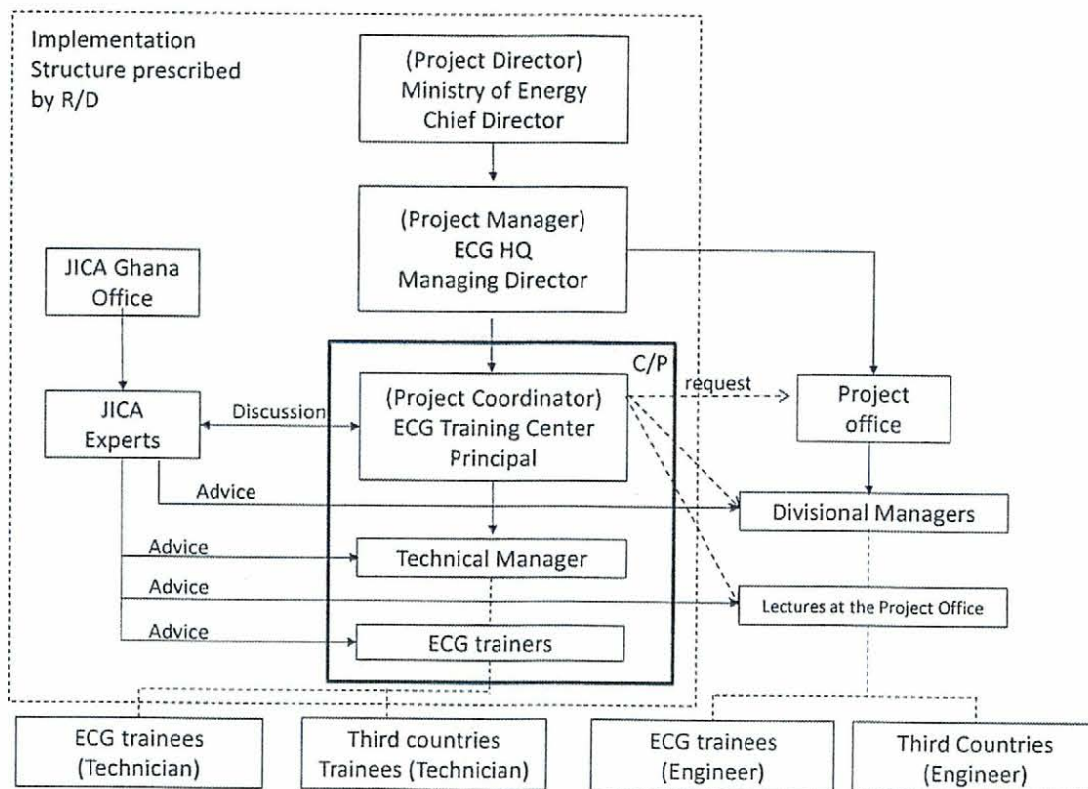 Implementation
Structure prescribed
by R/D
(Project Director)
Ministry of Energy
Chief Director
(Project Manager)
ECG HQ
Managing Director
JICA Ghana
Office
C/P
JICA
Experts
Discussion
(Project Coordinator)
ECG Training Center
Principal
request
Project
office
Advice
Divisional Managers
Advice
Technical Manager
Advice
Lectures at the Project Office
Advice
ECG trainers
ECG trainees
(Technician)
Third countries
Trainees (Technician)
ECG trainees
(Engineer)
Third Countries
(Engineer)